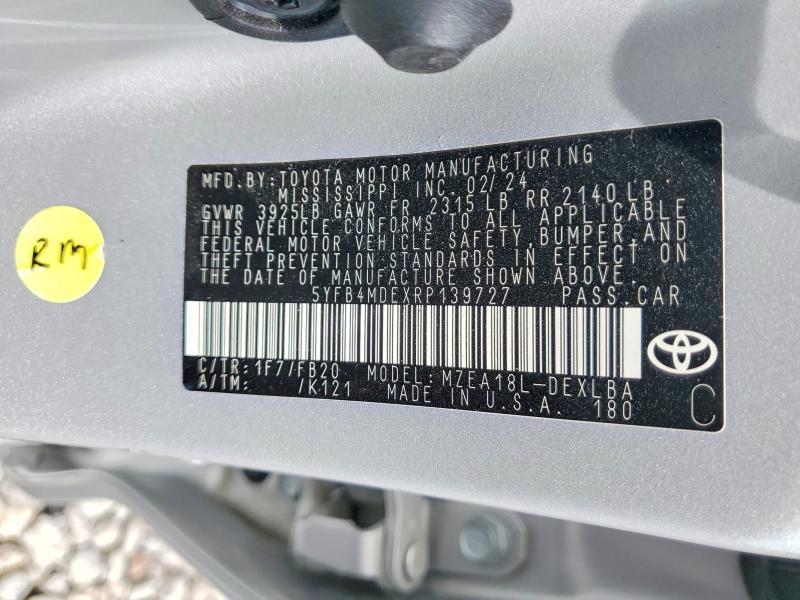 RM
MFD.BY: TOYOTA MOTOR MANUFACTURING
MISSISSIPPI INC. 02/24
GVWR 3925LB GAWR FR 2315 LB RR 2140 LB
THIS VEHICLE CONFORMS TO ALL APPLICABLE
FEDERAL MOTOR VEHICLE SAFETY, BUMPER, AND
THEFT PREVENTION STANDARDS IN EFFECT ON
THE DATE OF MANUFACTURE SHOWN ABOVE.
5YFB4MDEXRP139727 PASS.CAR
C/TR: 1F7/FB20 MODEL: MZEA18L-DEXLBA
A/TM: /K121 MADE IN U.S.A. 180
C